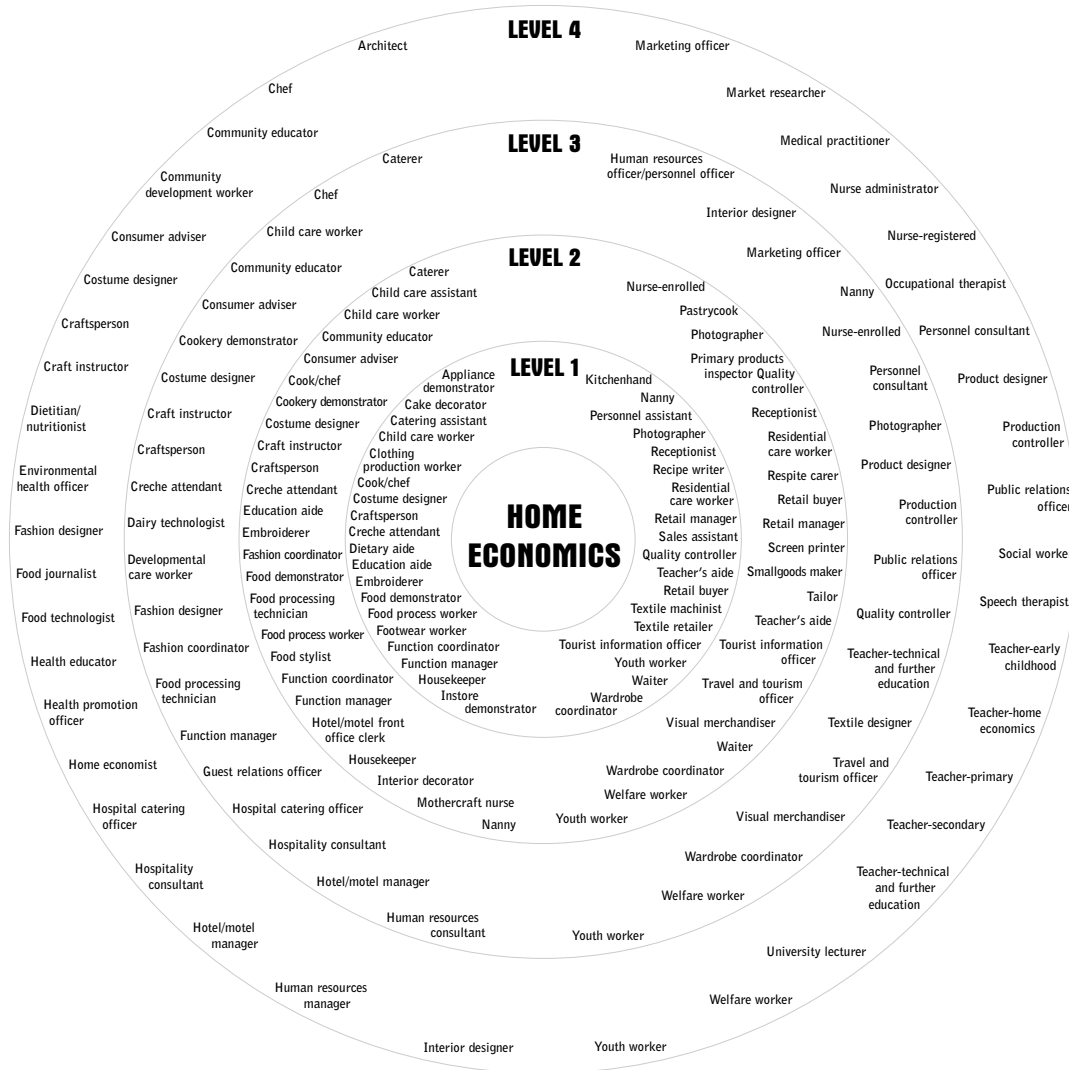 LEVEL 4
Architect
Chef
Community educator
Community
development worker
Consumer adviser
Costume designer
Craftsperson
Craft instructor
Dietitian/
nutritionist
Environmental
health officer
Fashion designer
Food journalist
Food technologist
Health educator
Health promotion
officer
Home economist
Hospital catering
officer
Hospitality
consultant
Hotel/motel
manager
Human resources
manager
Interior designer
Marketing officer
Market researcher
Medical practitioner
Nurse administrator
Nurse-registered
Occupational therapist
Personnel consultant
Product designer
Production
controller
Public relations
officer
Social worke
Speech therapist
Teacher-early
childhood
Teacher-home
economics
Teacher-primary
Teacher-secondary
Teacher-technical
and further
education
University lecturer
Welfare worker
Youth worker
LEVEL 3
Caterer
Chef
Child care worker
Community educator
Consumer adviser
Cookery demonstrator
Costume designer
Craft instructor
Craftsperson
Creche attendant
Dairy technologist
Developmental
care worker
Fashion designer
Fashion coordinator
Food processing
technician
Function manager
Guest relations officer
Hospital catering officer
Hospitality consultant
Hotel/motel manager
Human resources
consultant
Human resources
officer/personnel officer
Interior designer
Marketing officer
Nanny
Nurse-enrolled
Personnel
consultant
Photographer
Product designer
Production
controller
Public relations
officer
Quality controller
Teacher-technical
and further
education
Textile designer
Travel and
tourism officer
Visual merchandiser
Wardrobe coordinator
Welfare worker
Youth worker
LEVEL 2
Caterer
Child care assistant
Child care worker
Community educator
Consumer adviser
Cook/chef
Cookery demonstrator
Costume designer
Craft instructor
Craftsperson
Creche attendant
Education aide
Embroiderer
Fashion coordinator
Food demonstrator
Food processing
technician
Food process worker
Food stylist
Function coordinator
Function manager
Hotel/motel front
office clerk
Housekeeper
Interior decorator
Mothercraft nurse
Nanny
Nurse-enrolled
Pastrycook
Photographer
Primary products
inspector Quality
controller
Receptionist
Residential
care worker
Respite carer
Retail buyer
Retail manager
Screen printer
Smallgoods maker
Tailor
Teacher's aide
Tourist information
officer
Travel and tourism
officer
Visual merchandiser
Waiter
Wardrobe coordinator
Welfare worker
Youth worker
LEVEL 1
Appliance
demonstrator
Cake decorator
Catering assistant
Child care worker
Clothing
production worker
Cook/chef
Costume designer
Craftsperson
Creche attendant
Dietary aide
Education aide
Embroiderer
Food demonstrator
Food process worker
Footwear worker
Function coordinator
Function manager
Housekeeper
Instore
demonstrator
Kitchenhand
Nanny
Personnel assistant
Photographer
Receptionist
Recipe writer
Residential
care worker
Retail manager
Sales assistant
Quality controller
Teacher's aide
Retail buyer
Textile machinist
Textile retailer
Tourist information officer
Youth worker
Waiter
Wardrobe
coordinator
HOME
ECONOMICS